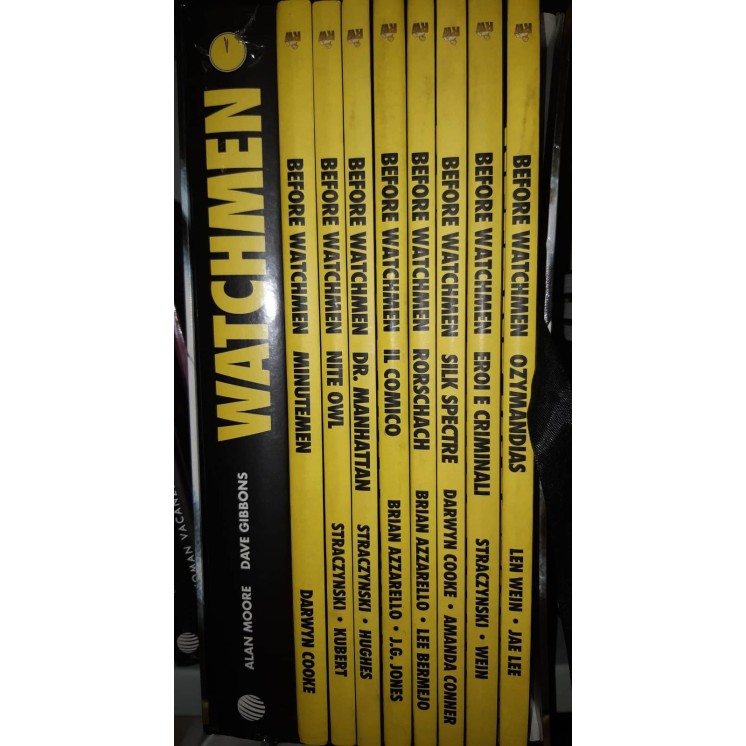 WATCHMEN
ALAN MOORE DAVE GIBBONS
BEFORE WATCHMEN MINUTEMEN DARWYN COOKE
BEFORE WATCHMEN NITE OWL STRACZYNSKI • KUBERT
BEFORE WATCHMEN DR. MANHATTAN STRACZYNSKI • HUGHES
BEFORE WATCHMEN IL COMICO BRIAN AZZARELLO • J.G. JONES
BEFORE WATCHMEN RORSCHACH BRIAN AZZARELLO • LEE BERMEJO
BEFORE WATCHMEN SILK SPECTRE DARWYN COOKE • AMANDA CONNER
BEFORE WATCHMEN EROI E CRIMINALI STRACZYNSKI • WEIN
BEFORE WATCHMEN OZYMANDIAS LEN WEIN • JAE LEE